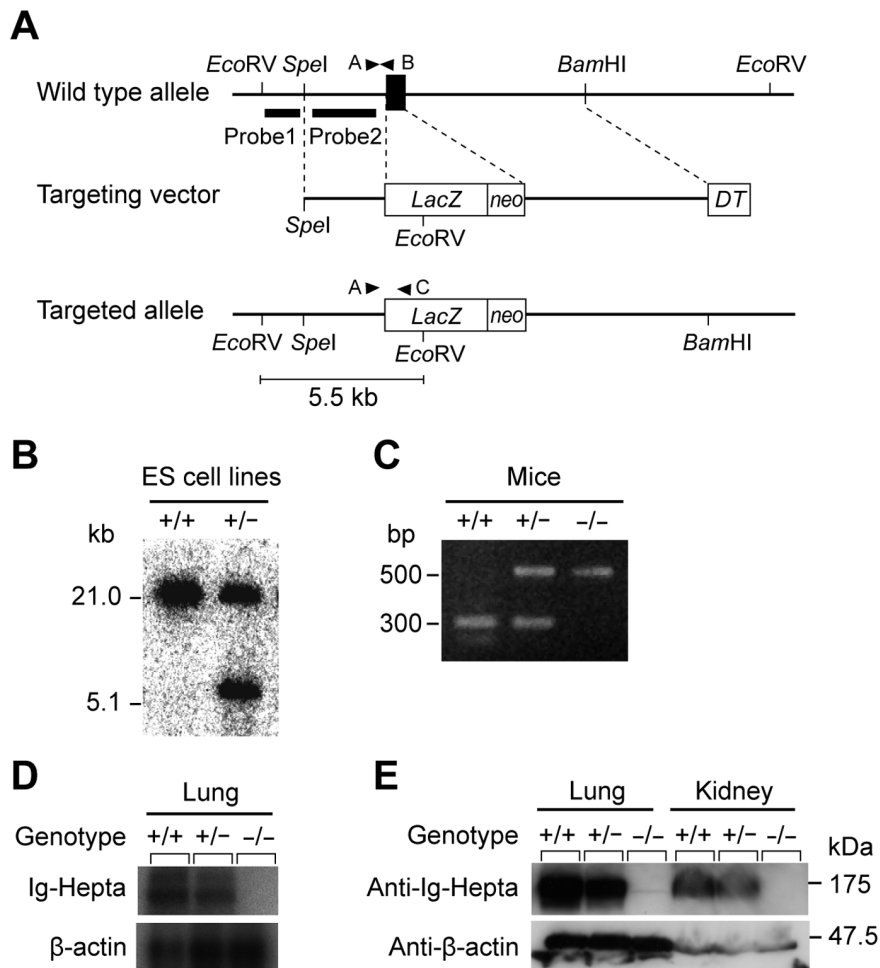 A
EcoRV SpeI A B BamHI EcoRV
Wild type allele
Probe1 Probe2
Targeting vector LacZ neo DT
SpeI EcoRV
Targeted allele A C LacZ neo
EcoRV SpeI EcoRV BamHI
5.5 kb
B
ES cell lines
+/+ +/–
kb
21.0
5.1
C
Mice
+/+ +/– –/–
bp
500
300
D
Lung
Genotype +/+ +/– –/–
Ig-Hepta
β-actin
E
Lung Kidney
Genotype +/+ +/– –/– +/+ +/– –/– kDa
Anti-Ig-Hepta 175
Anti-β-actin 47.5